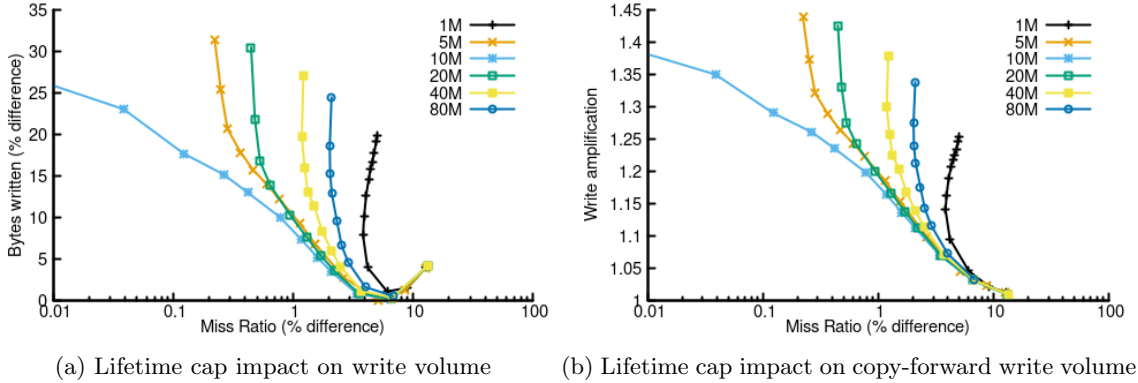 35
30
25
20
15
10
5
0
Bytes written (% difference)
0.01
0.1
1
10
100
Miss Ratio (% difference)
1M
5M
10M
20M
40M
80M
(a) Lifetime cap impact on write volume
1.45
1.4
1.35
1.3
1.25
1.2
1.15
1.1
1.05
1
Write amplification
0.01
0.1
1
10
100
Miss Ratio (% difference)
1M
5M
10M
20M
40M
80M
(b) Lifetime cap impact on copy-forward write volume